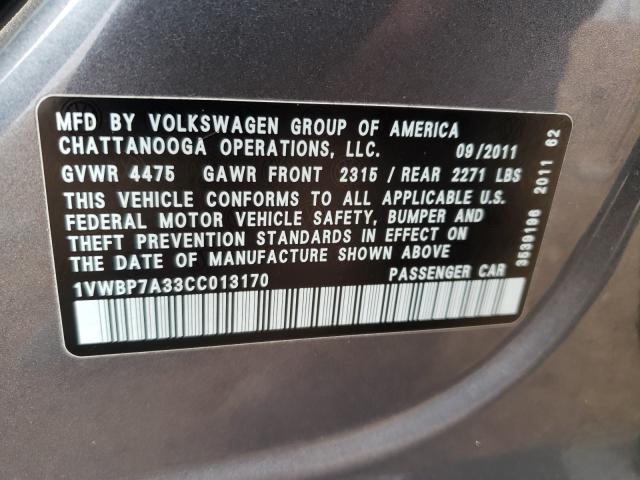 MFD BY VOLKSWAGEN GROUP OF AMERICA
CHATTANOOGA OPERATIONS, LLC. 09/2011
GVWR 4475 GAWR FRONT 2315 / REAR 2271 LBS
THIS VEHICLE CONFORMS TO ALL APPLICABLE U.S.
FEDERAL MOTOR VEHICLE SAFETY, BUMPER AND
THEFT PREVENTION STANDARDS IN EFFECT ON
THE DATE OF MANUFACTURE SHOWN ABOVE
1VWBP7A33CC013170 PASSENGER CAR
3539196 2011 62